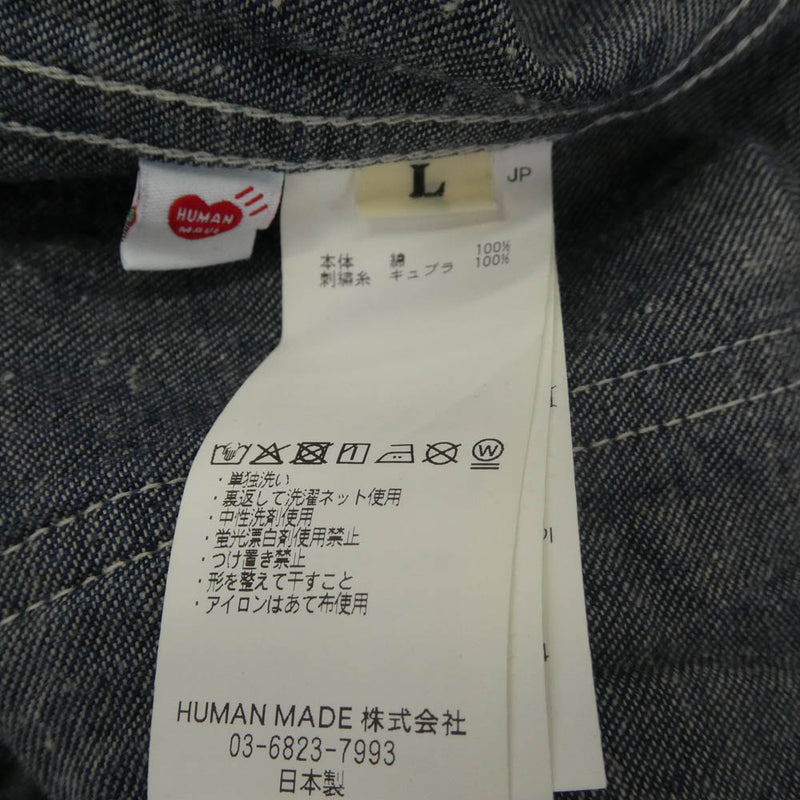 HUMAN
MADE
L
JP
本体 綿 100%
刺繍糸 キュプラ 100%
W
・単独洗い
・裏返して洗濯ネット使用
・中性洗剤使用
・蛍光漂白剤使用禁止
・つけ置き禁止
・形を整えて干すこと
・アイロンはあて布使用
HUMAN MADE 株式会社
03-6823-7993
日本製